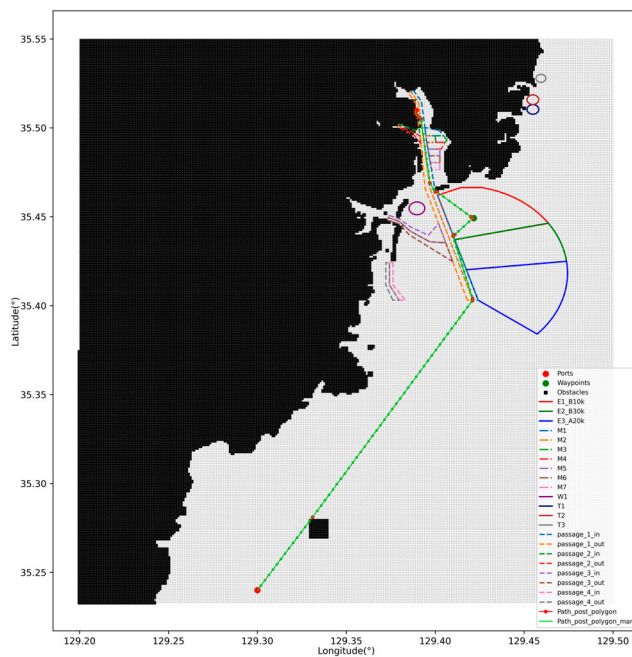 35.55
35.50
35.45
35.40
35.35
35.30
35.25
Latitude(°)
129.20
129.25
129.30
129.35
129.40
129.45
129.50
Longitude(°)
Ports
Waypoints
Obstacles
E1_B10k
E2_B30k
E3_A20k
M1
M2
M3
M4
M5
M6
M7
W1
T1
T2
T3
passage_1_in
passage_1_out
passage_2_in
passage_2_out
passage_3_in
passage_3_out
passage_4_in
passage_4_out
Path_post_polygon
Path_post_polygon_man